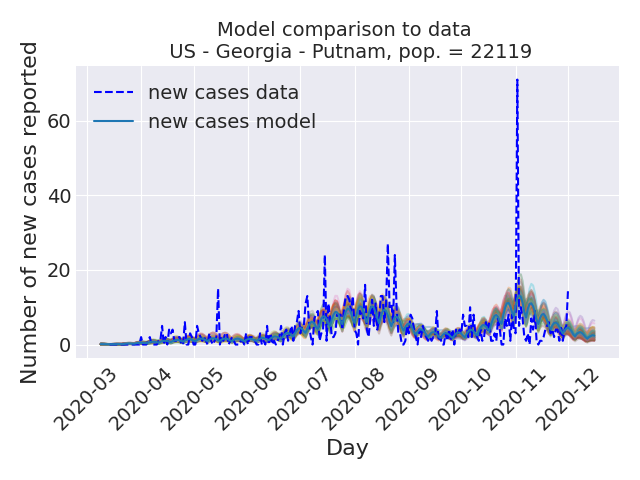 Model comparison to data
US - Georgia - Putnam, pop. = 22119
Number of new cases reported
new cases data
new cases model
60
40
20
0
2020-03
2020-04
2020-05
2020-06
2020-07
2020-08
2020-09
2020-10
2020-11
2020-12
Day